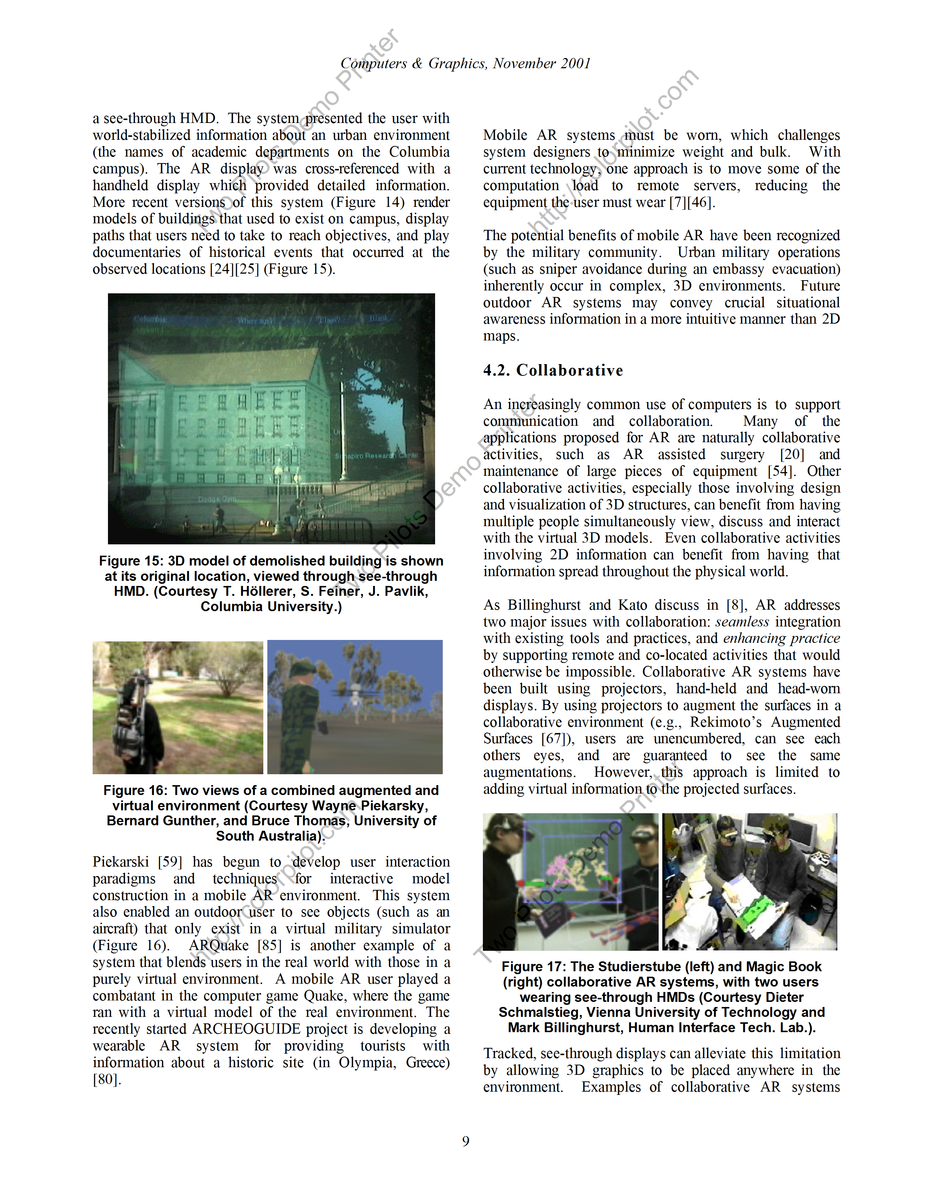 Computers & Graphics, November 2001
a see-through HMD. The system presented the user with
world-stabilized information about an urban environment
(the names of academic departments on the Columbia
campus). The AR display was cross-referenced with a
handheld display which provided detailed information.
More recent versions of this system (Figure 14) render
models of buildings that used to exist on campus, display
paths that users need to take to reach objectives, and play
documentaries of historical events that occurred at the
observed locations [24][25] (Figure 15).
Columbia
Where am I?
Blank
Schapiro Research Center
Dodge Gym
Figure 15: 3D model of demolished building is shown
at its original location, viewed through see-through
HMD. (Courtesy T. Höllerer, S. Feiner, J. Pavlik,
Columbia University.)
Figure 16: Two views of a combined augmented and
virtual environment (Courtesy Wayne Piekarsky,
Bernard Gunther, and Bruce Thomas, University of
South Australia).
Piekarski [59] has begun to develop user interaction
paradigms and techniques for interactive model
construction in a mobile AR environment. This system
also enabled an outdoor user to see objects (such as an
aircraft) that only exist in a virtual military simulator
(Figure 16). ARQuake [85] is another example of a
system that blends users in the real world with those in a
purely virtual environment. A mobile AR user played a
combatant in the computer game Quake, where the game
ran with a virtual model of the real environment. The
recently started ARCHEOGUIDE project is developing a
wearable AR system for providing tourists with
information about a historic site (in Olympia, Greece)
[80].
Mobile AR systems must be worn, which challenges
system designers to minimize weight and bulk. With
current technology, one approach is to move some of the
computation load to remote servers, reducing the
equipment the user must wear [7][46].
The potential benefits of mobile AR have been recognized
by the military community. Urban military operations
(such as sniper avoidance during an embassy evacuation)
inherently occur in complex, 3D environments. Future
outdoor AR systems may convey crucial situational
awareness information in a more intuitive manner than 2D
maps.
4.2. Collaborative
An increasingly common use of computers is to support
communication and collaboration. Many of the
applications proposed for AR are naturally collaborative
activities, such as AR assisted surgery [20] and
maintenance of large pieces of equipment [54]. Other
collaborative activities, especially those involving design
and visualization of 3D structures, can benefit from having
multiple people simultaneously view, discuss and interact
with the virtual 3D models. Even collaborative activities
involving 2D information can benefit from having that
information spread throughout the physical world.
As Billinghurst and Kato discuss in [8], AR addresses
two major issues with collaboration: seamless integration
with existing tools and practices, and enhancing practice
by supporting remote and co-located activities that would
otherwise be impossible. Collaborative AR systems have
been built using projectors, hand-held and head-worn
displays. By using projectors to augment the surfaces in a
collaborative environment (e.g., Rekimoto's Augmented
Surfaces [67]), users are unencumbered, can see each
others eyes, and are guaranteed to see the same
augmentations. However, this approach is limited to
adding virtual information to the projected surfaces.
Figure 17: The Studierstube (left) and Magic Book
(right) collaborative AR systems, with two users
wearing see-through HMDs (Courtesy Dieter
Schmalstieg, Vienna University of Technology and
Mark Billinghurst, Human Interface Tech. Lab.).
Tracked, see-through displays can alleviate this limitation
by allowing 3D graphics to be placed anywhere in the
environment. Examples of collaborative AR systems
9
Two Pilots Demo Printer
http://colorpilot.com
Two Pilots Demo Printer
http://colorpilot.com
Two Pilots Demo Printer